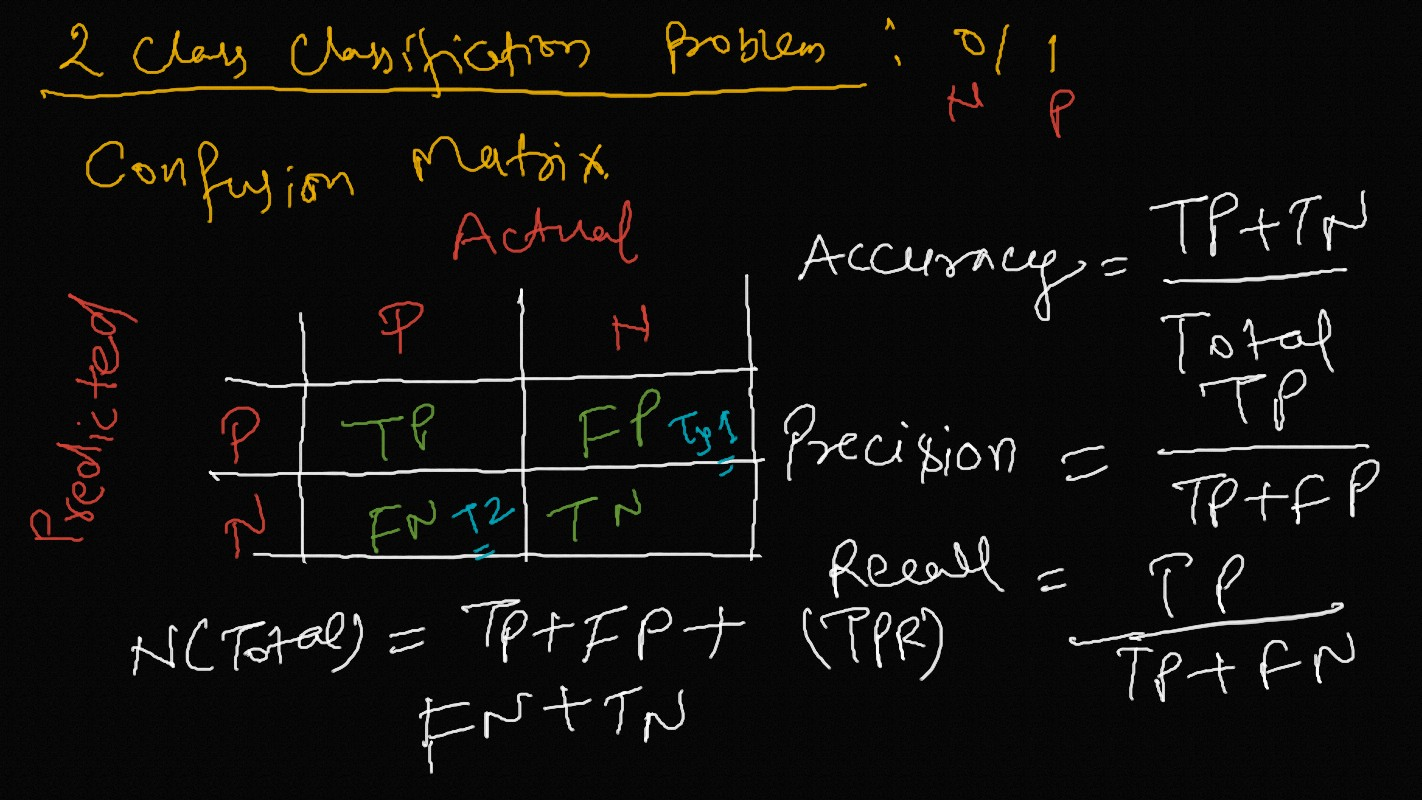 2 Class Classification Problem : 0/1
N P
Confusion Matrix
Actual
Predicted
P N
P TP FP Ty1
N FN T2 TN
N(Total) = TP+FP+
FN+TN
Accuracy = TP+TN
Total
Precision = TP
TP+FP
Recall = TP
(TPR) TP+FN